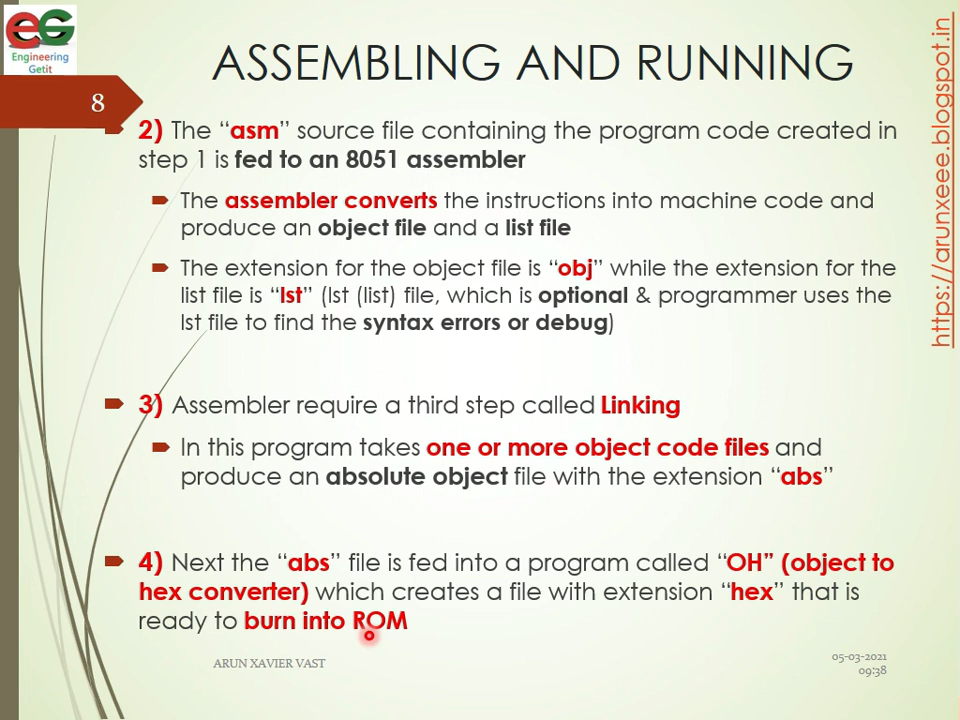 eG
Engineering
Getit
ASSEMBLING AND RUNNING
8
https://arunxeee.blogspot.in
2) The “asm” source file containing the program code created in
step 1 is fed to an 8051 assembler
The assembler converts the instructions into machine code and
produce an object file and a list file
The extension for the object file is “obj” while the extension for the
list file is “lst” (lst (list) file, which is optional & programmer uses the
lst file to find the syntax errors or debug)
3) Assembler require a third step called Linking
In this program takes one or more object code files and
produce an absolute object file with the extension “abs”
4) Next the “abs” file is fed into a program called “OH” (object to
hex converter) which creates a file with extension “hex” that is
ready to burn into ROM
ARUN XAVIER VAST
05-03-2021
09:38